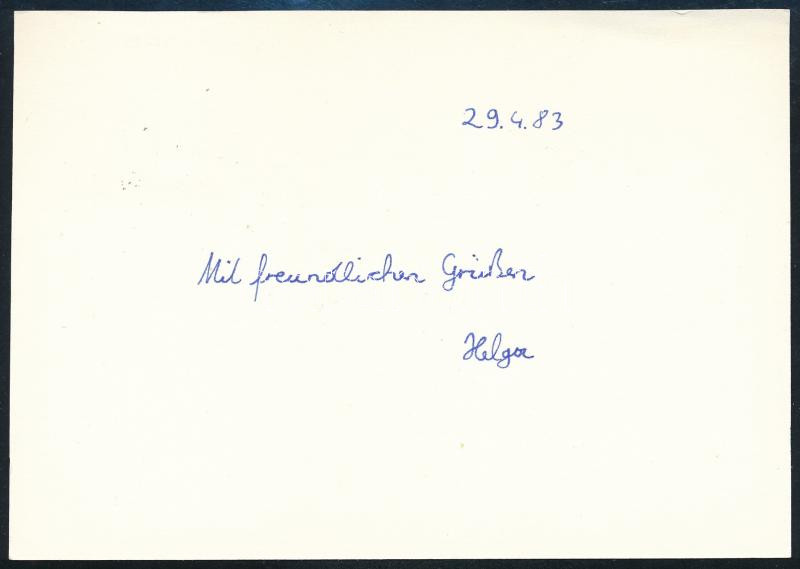 29.4.83
Mit freundlichen Grüßen
Helga